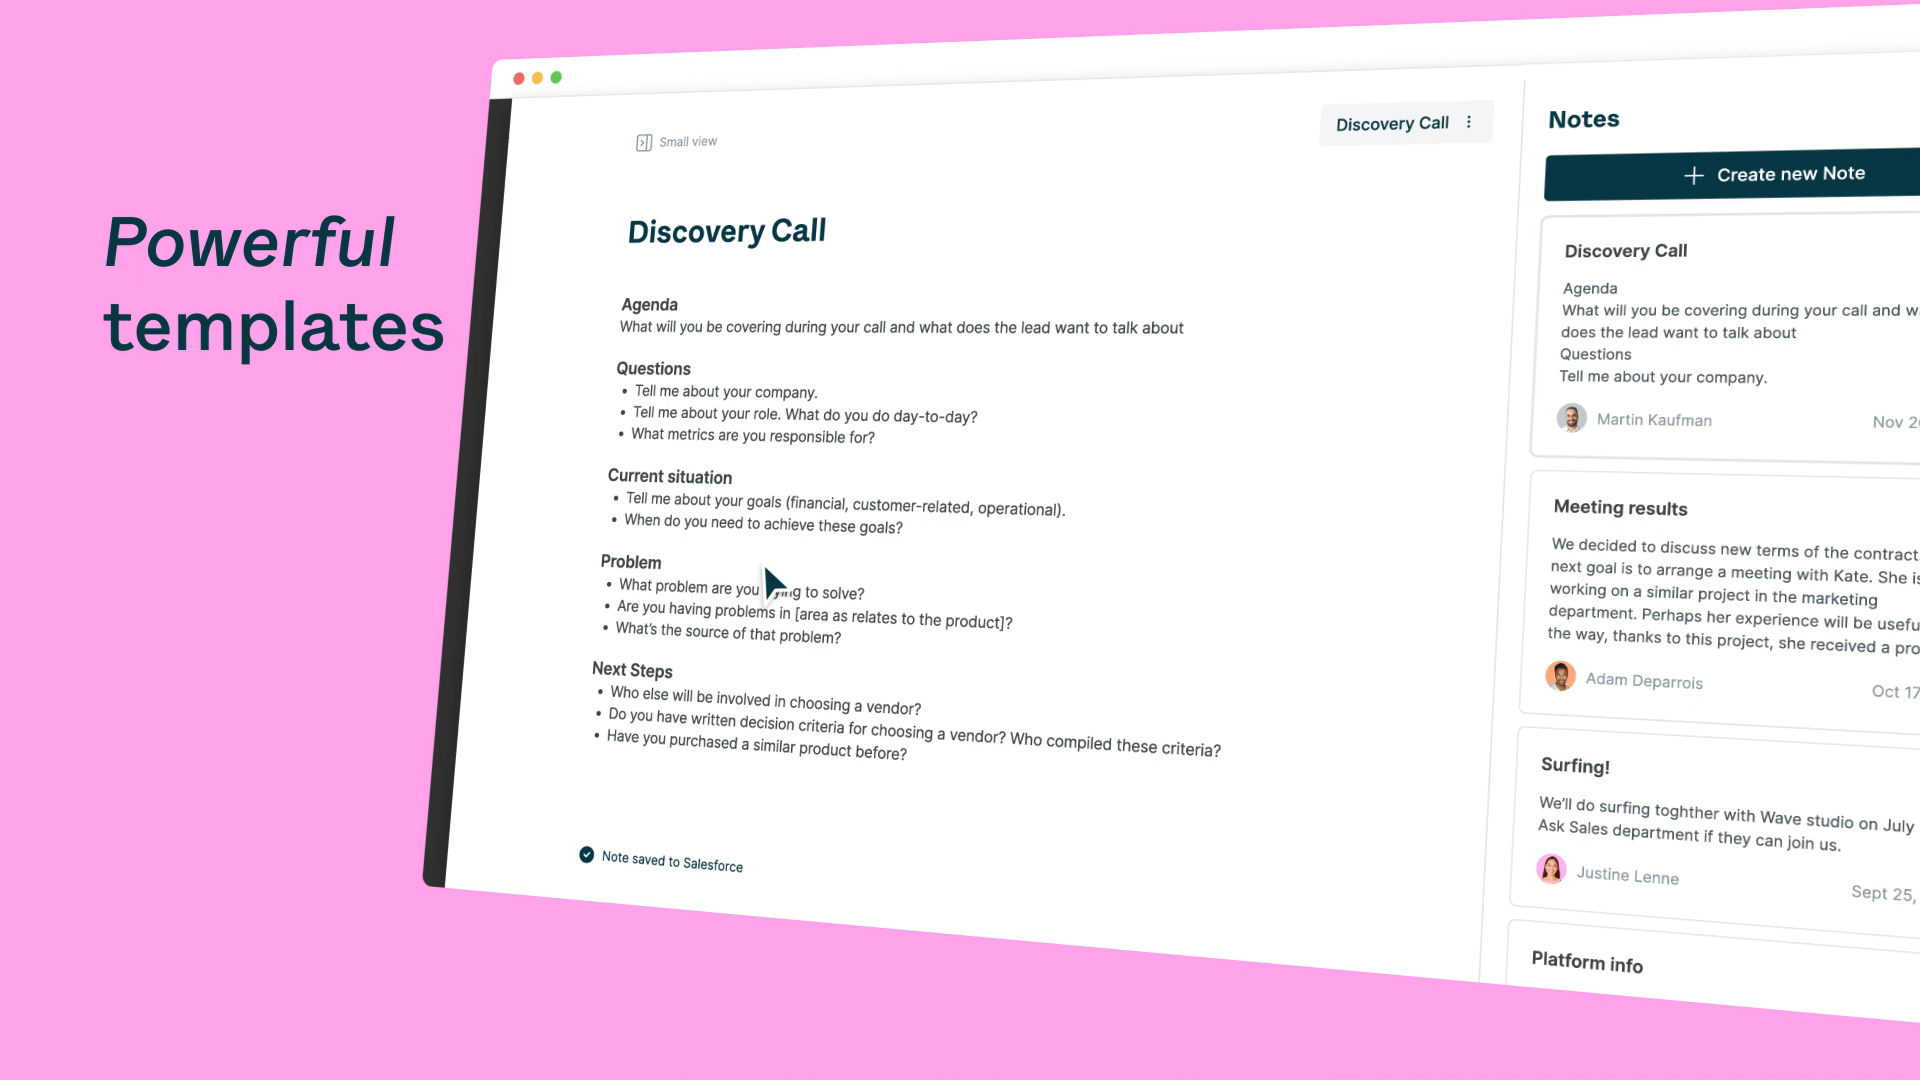 Powerful
templates
Small view
Discovery Call
Discovery Call
Agenda
What will you be covering during your call and what does the lead want to talk about
Questions
• Tell me about your company.
• Tell me about your role. What do you do day-to-day?
• What metrics are you responsible for?
Current situation
• Tell me about your goals (financial, customer-related, operational).
• When do you need to achieve these goals?
Problem
• What problem are you to solve?
• Are you having problems in [area as relates to the product]?
• What's the source of that problem?
Next Steps
• Who else will be involved in choosing a vendor?
• Do you have written decision criteria for choosing a vendor? Who compiled these criteria?
• Have you purchased a similar product before?
Note saved to Salesforce
Notes
Create new Note
Discovery Call
Agenda
What will you be covering during your call and
does the lead want to talk about
Questions
Tell me about your company.
Martin Kaufman
Nov
Meeting results
We decided to discuss new terms of the contract.
next goal is to arrange a meeting with Kate. She is
working on a similar project in the marketing
department. Perhaps her experience will be
the way, thanks to this project, she received a
Adam Deparrois
Oct 17
Surfing!
We'll do surfing toghther with Wave studio on July
Ask Sales department if they can join us.
Justine Lenne
Sept 25,
Platform info